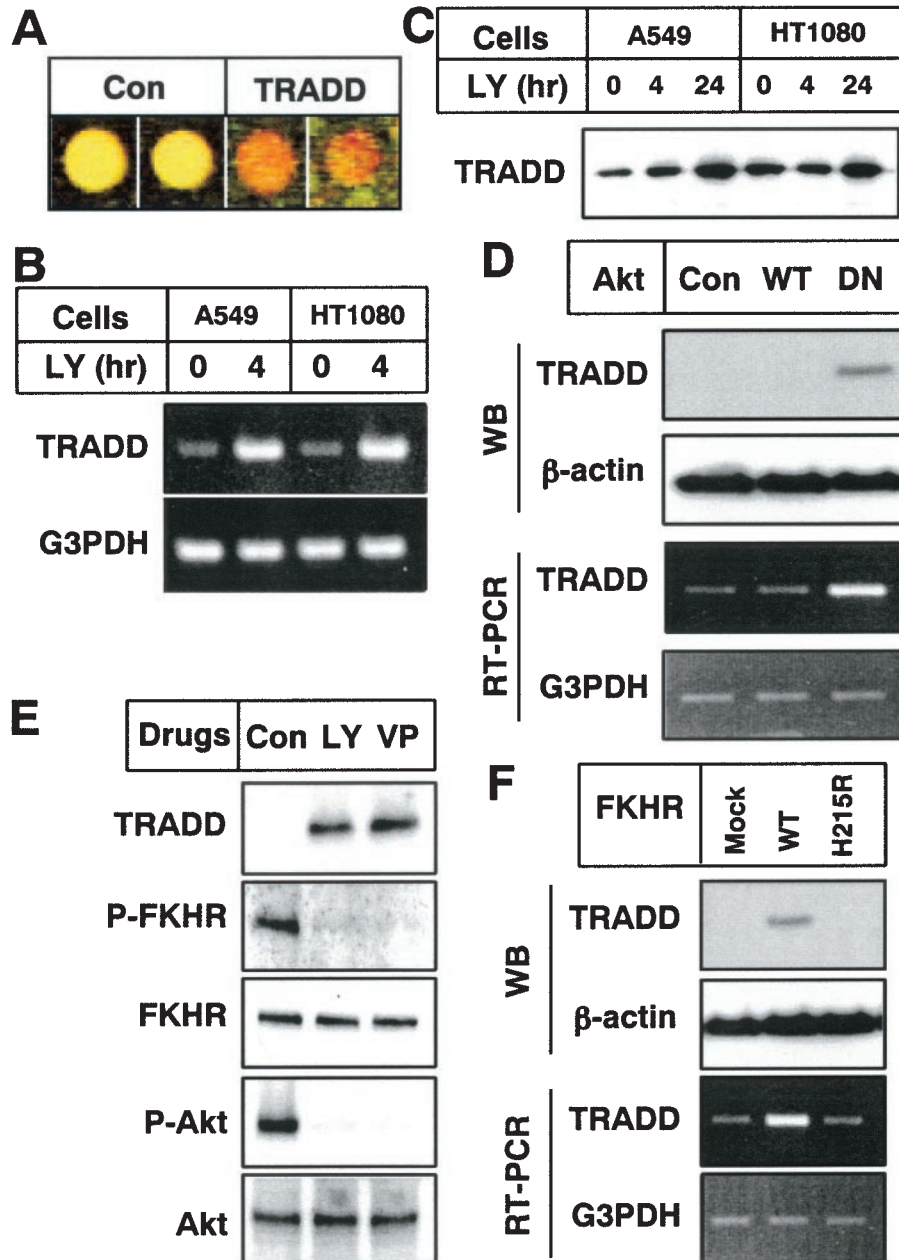 A
Con TRADD
B
Cells A549 HT1080
LY (hr) 0 4 0 4
TRADD
G3PDH
C
Cells A549 HT1080
LY (hr) 0 4 24 0 4 24
TRADD
D
Akt Con WT DN
WB
TRADD
β-actin
RT-PCR
TRADD
G3PDH
E
Drugs Con LY VP
TRADD
P-FKHR
FKHR
P-Akt
Akt
F
FKHR Mock WT H215R
WB
TRADD
β-actin
RT-PCR
TRADD
G3PDH